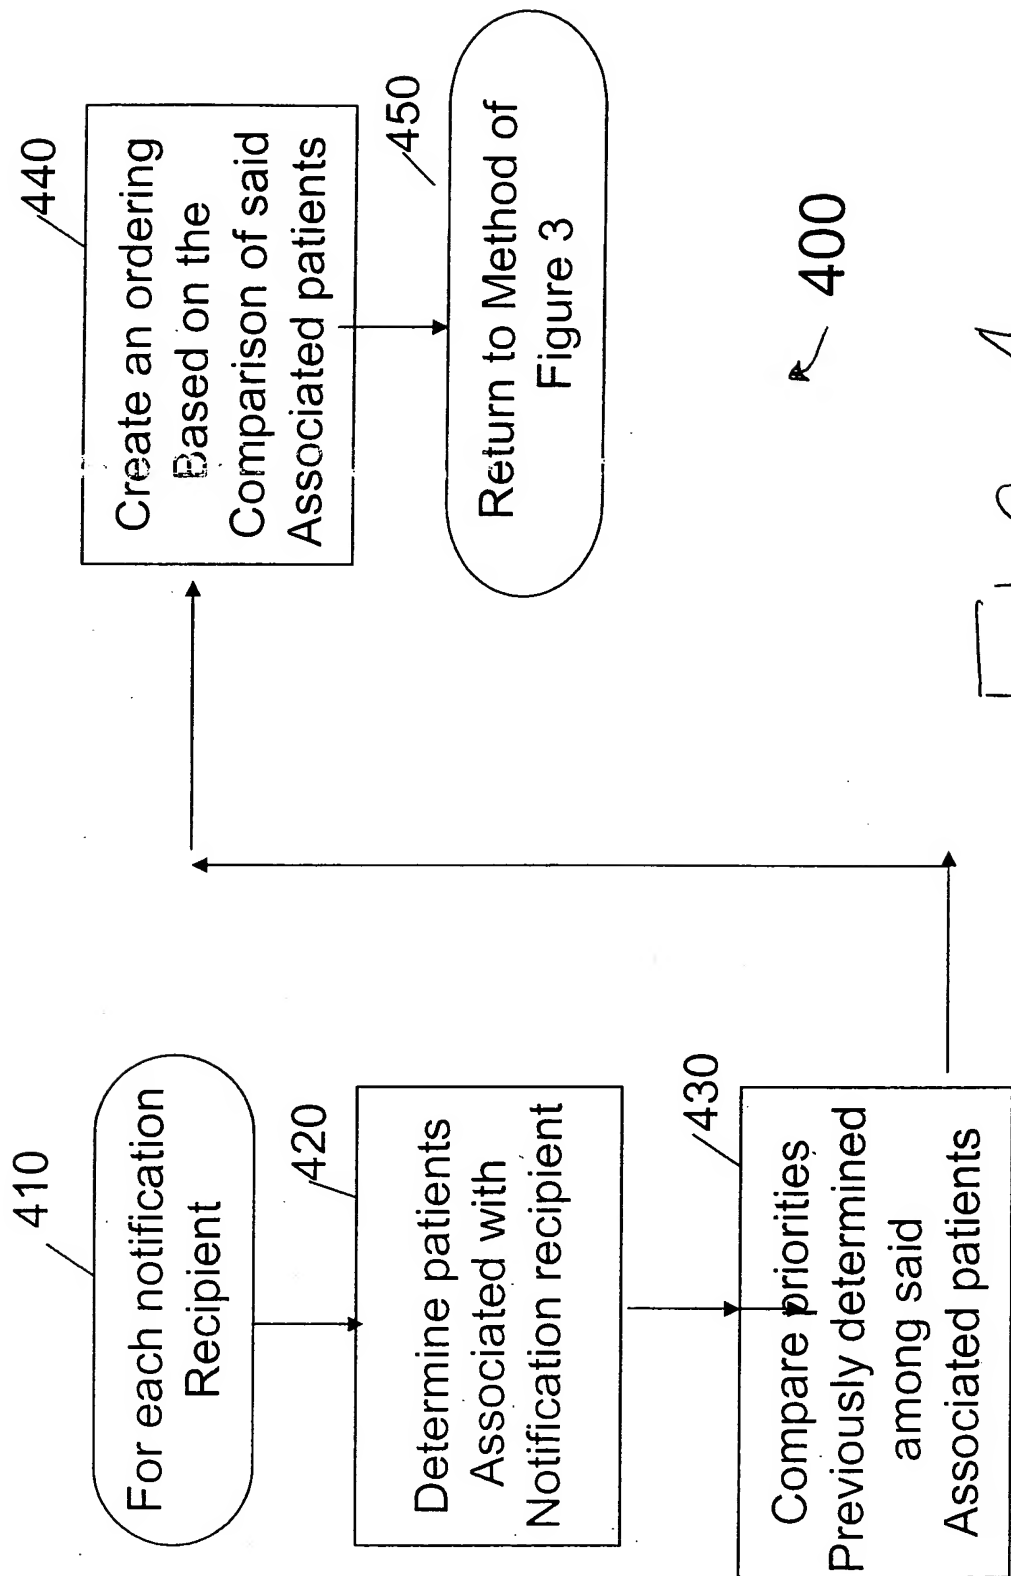 410
For each notification
Recipient
420
Determine patients
Associated with
Notification recipient
430
Compare priorities
Previously determined
among said
Associated patients
440
Create an ordering
Based on the
Comparison of said
Associated patients
450
Return to Method of
Figure 3
400